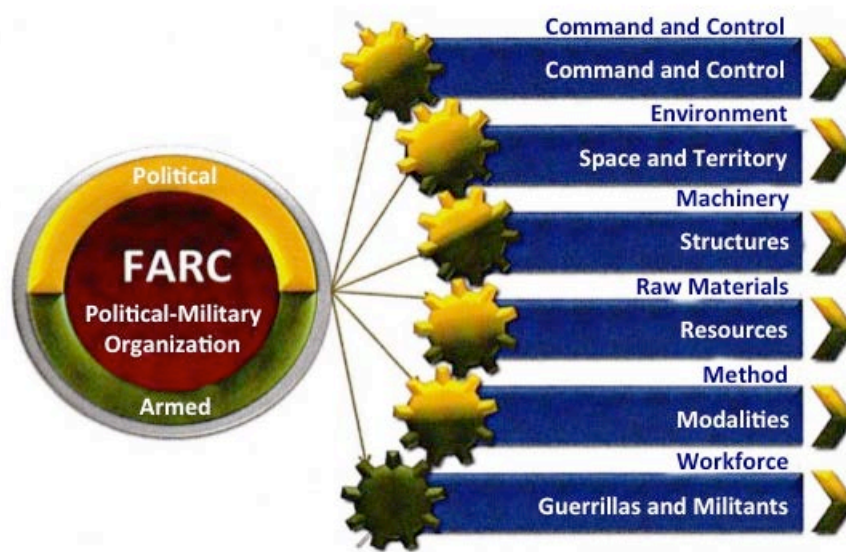 Political
FARC
Political-Military
Organization
Armed
Command and Control
Command and Control
Environment
Space and Territory
Machinery
Structures
Raw Materials
Resources
Method
Modalities
Workforce
Guerrillas and Militants